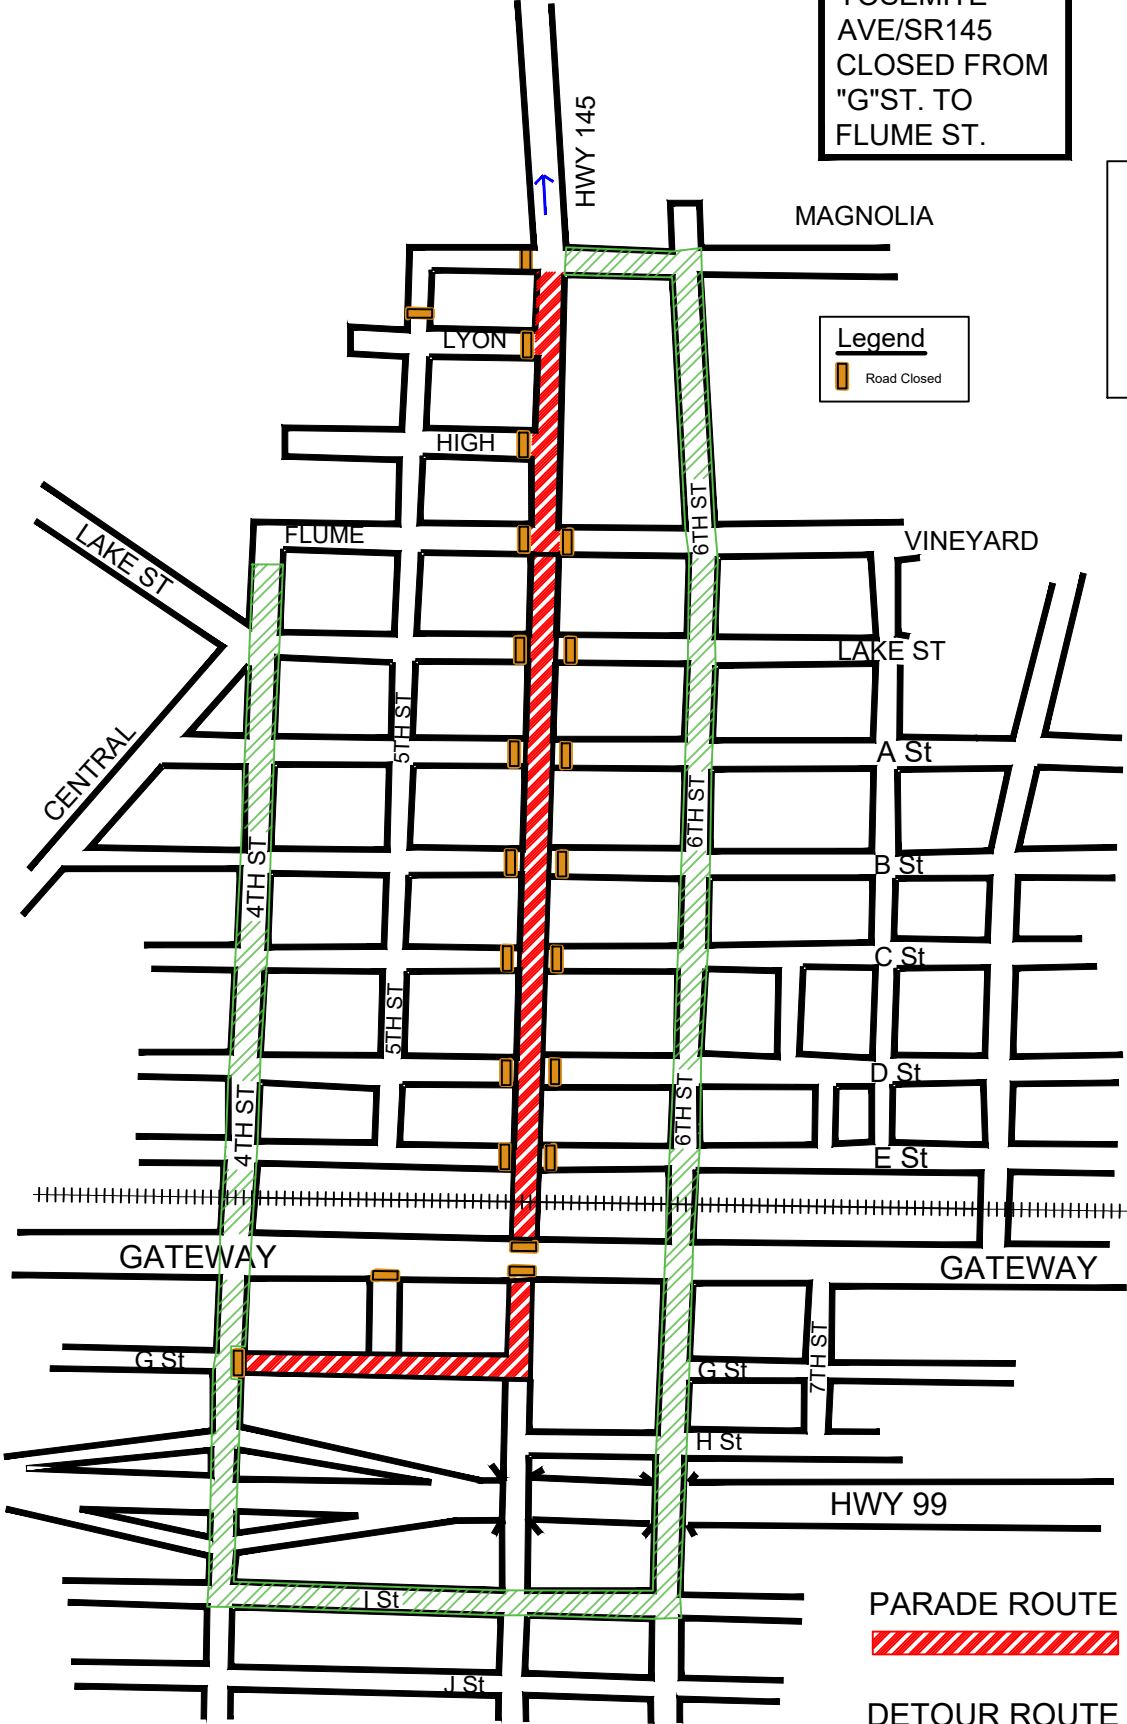 YOSEMITE
AVE/SR145
CLOSED FROM
"G"ST. TO
FLUME ST.
HWY 145
MAGNOLIA
Legend
Road Closed
LYON
HIGH
FLUME
6TH ST
VINEYARD
LAKE ST
LAKE ST
5TH ST
CENTRAL
A St
6TH ST
4TH ST
B St
C St
5TH ST
D St
4TH ST
6TH ST
E St
GATEWAY
GATEWAY
G St
G St
7TH ST
H St
HWY 99
I St
PARADE ROUTE
J St
DETOUR ROUTE